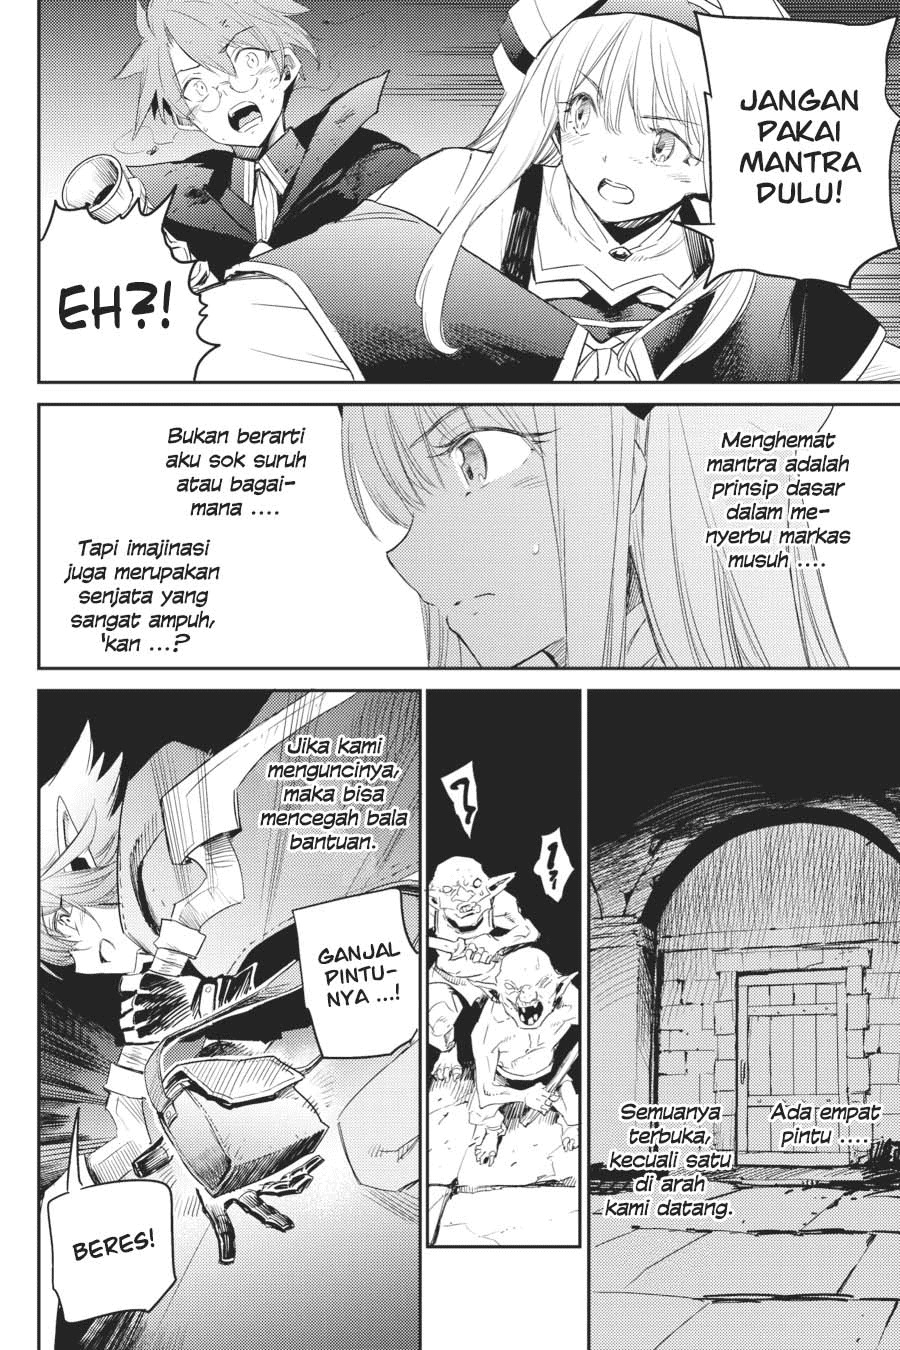 JANGAN
PAKAI
MANTRA
DULU!
EH?!
Menghemat
mantra adalah
prinsip dasar
dalam me-
nyerbu markas
musuh ....
Bukan berarti
aku sok suruh
atau bagai-
mana ....
Tapi imajinasi
juga merupakan
senjata yang
sangat ampuh,
'kan ...?
Ada empat
pintu ....
Semuanya
terbuka,
kecuali satu
di arah
kami datang.
?
!?
Jika kami
menguncinya,
maka bisa
mencegah bala
bantuan.
GANJAL
PINTU-
NYA ...!
BERES!